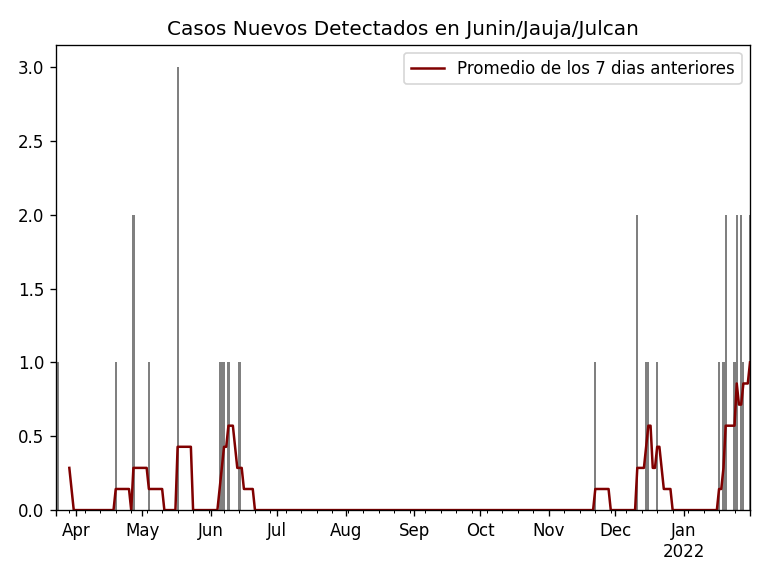 Casos Nuevos Detectados en Junin/Jauja/Julcan
Promedio de los 7 dias anteriores
3.0
2.5
2.0
1.5
1.0
0.5
0.0
Apr May Jun Jul Aug Sep Oct Nov Dec Jan
2022